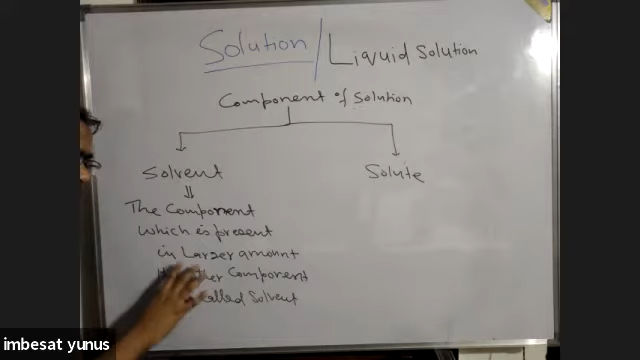 Solution / Liquid Solution
Component of Solution
Solvent
Solute
⇓
The Component
which is present
in Larger amount
Component
called Solvent
imbesat yunus